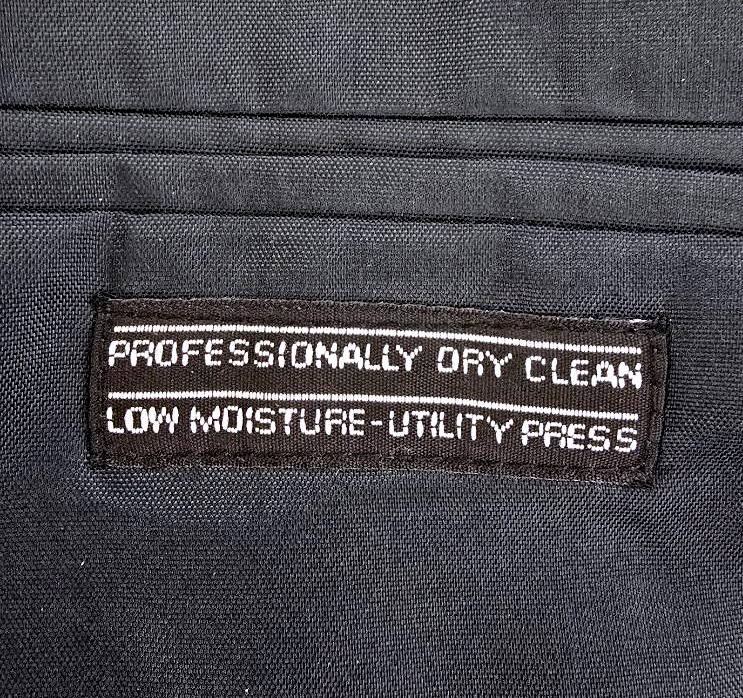 PROFESSIONALLY DRY CLEAN
LOW MOISTURE-UTILITY PRESS